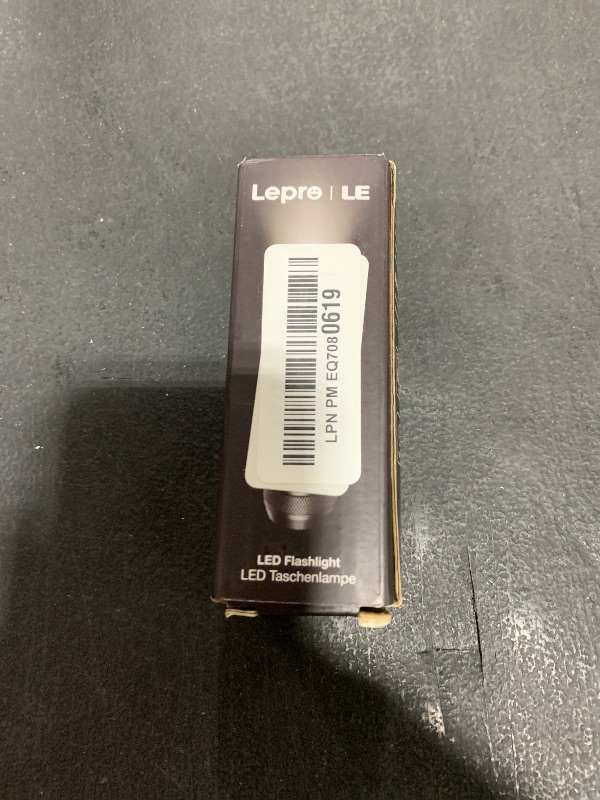 Lepro | LE
LPN PM EQ7080619
LED Flashlight
LED Taschenlampe